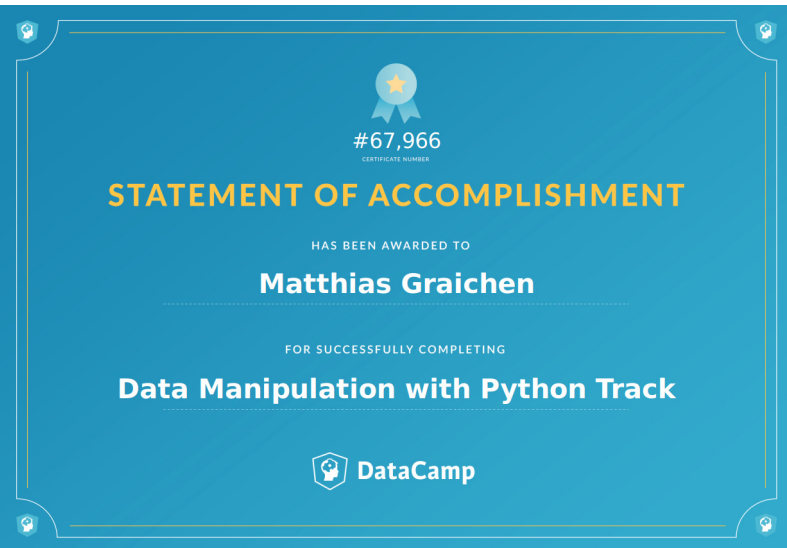 #67,966
CERTIFICATE NUMBER
STATEMENT OF ACCOMPLISHMENT
HAS BEEN AWARDED TO
Matthias Graichen
FOR SUCCESSFULLY COMPLETING
Data Manipulation with Python Track
DataCamp